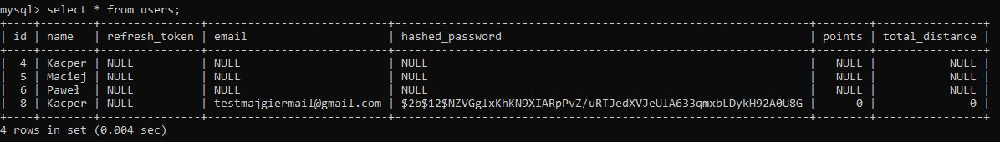 mysql> select * from users;
+----+--------+---------------+--------------------------+--------------------------------------------------------------+--------+----------------+
| id | name   | refresh_token | email                    | hashed_password                                              | points | total_distance |
+----+--------+---------------+--------------------------+--------------------------------------------------------------+--------+----------------+
|  4 | Kacper | NULL          | NULL                     | NULL                                                         |   NULL |           NULL |
|  5 | Maciej | NULL          | NULL                     | NULL                                                         |   NULL |           NULL |
|  6 | Paweł  | NULL          | NULL                     | NULL                                                         |   NULL |           NULL |
|  8 | Kacper | NULL          | testmajgiermail@gmail.com | $2b$12$NZVGglxKhKN9XIARpPvZ/uRTJedXVJeUlA633qmxbLDykH92A0U8G |      0 |              0 |
+----+--------+---------------+--------------------------+--------------------------------------------------------------+--------+----------------+
4 rows in set (0.004 sec)